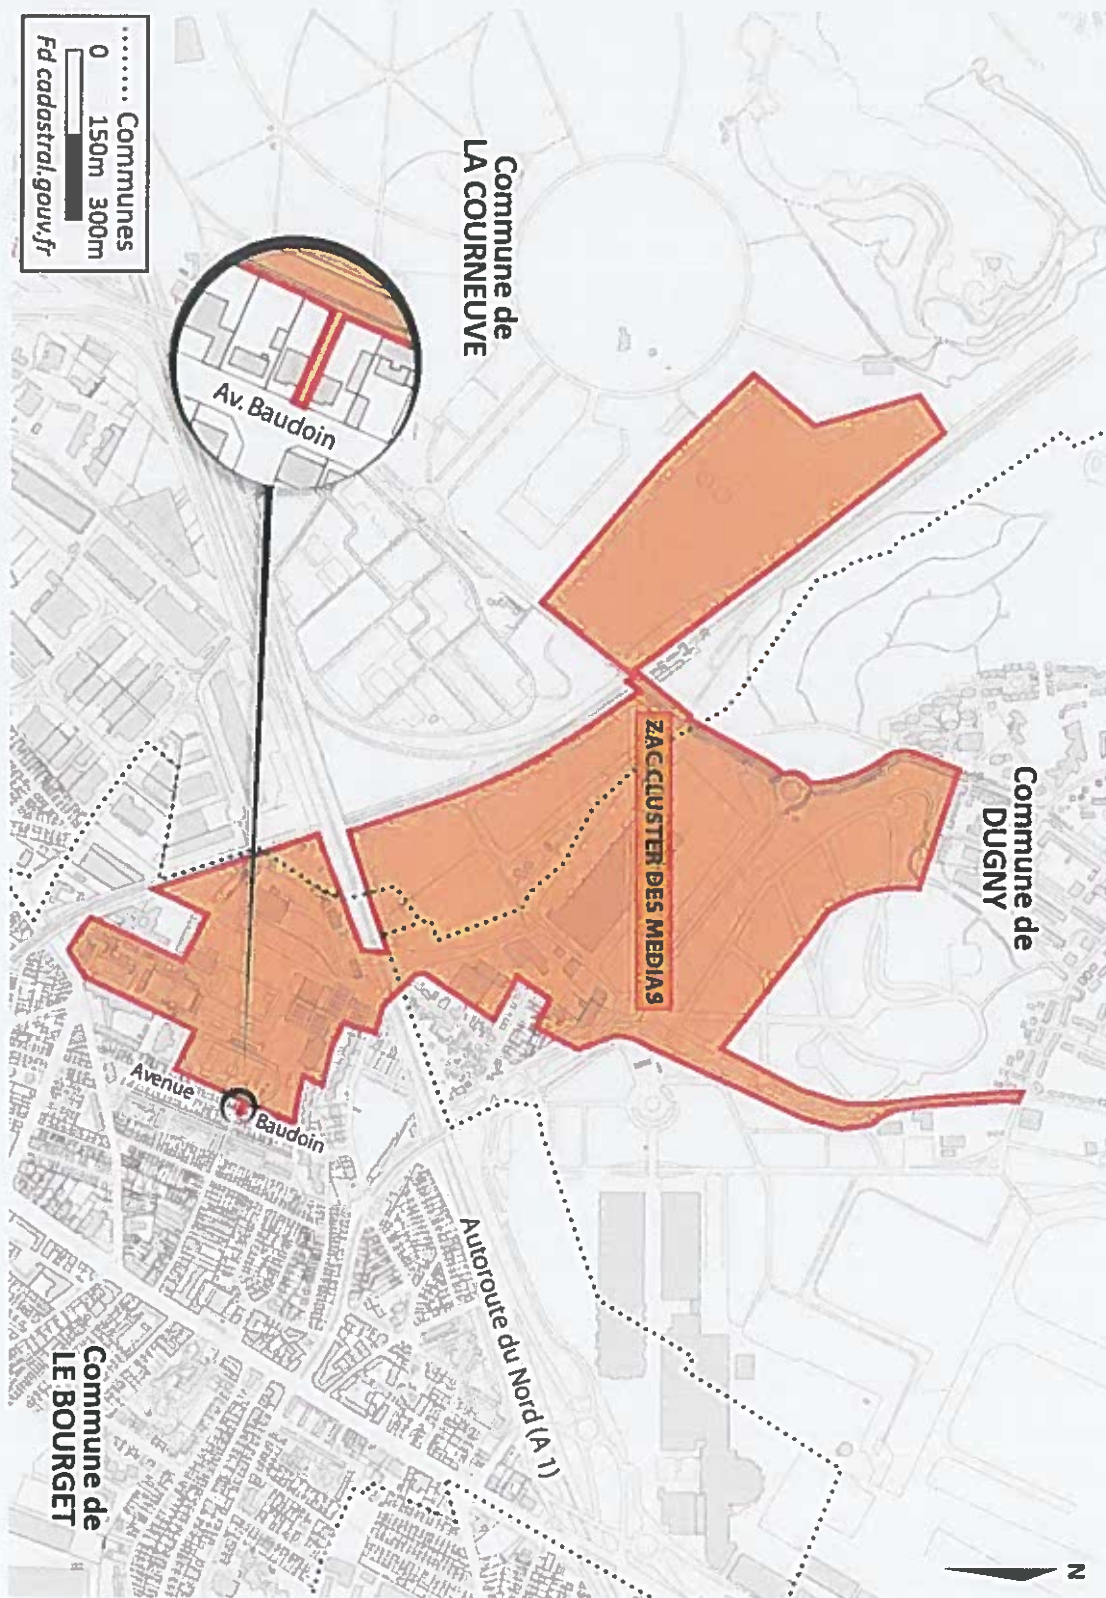 Commune de
DUGNY
N
Commune de
LA COURNEUVE
ZAC CLUSTER DES MEDIAS
Autoroute du Nord (A 1)
Av. Baudoin
Avenue
Baudoin
Commune de
LE BOURGET
Communes
0 150m 300m
Fd cadastral.gouv.fr